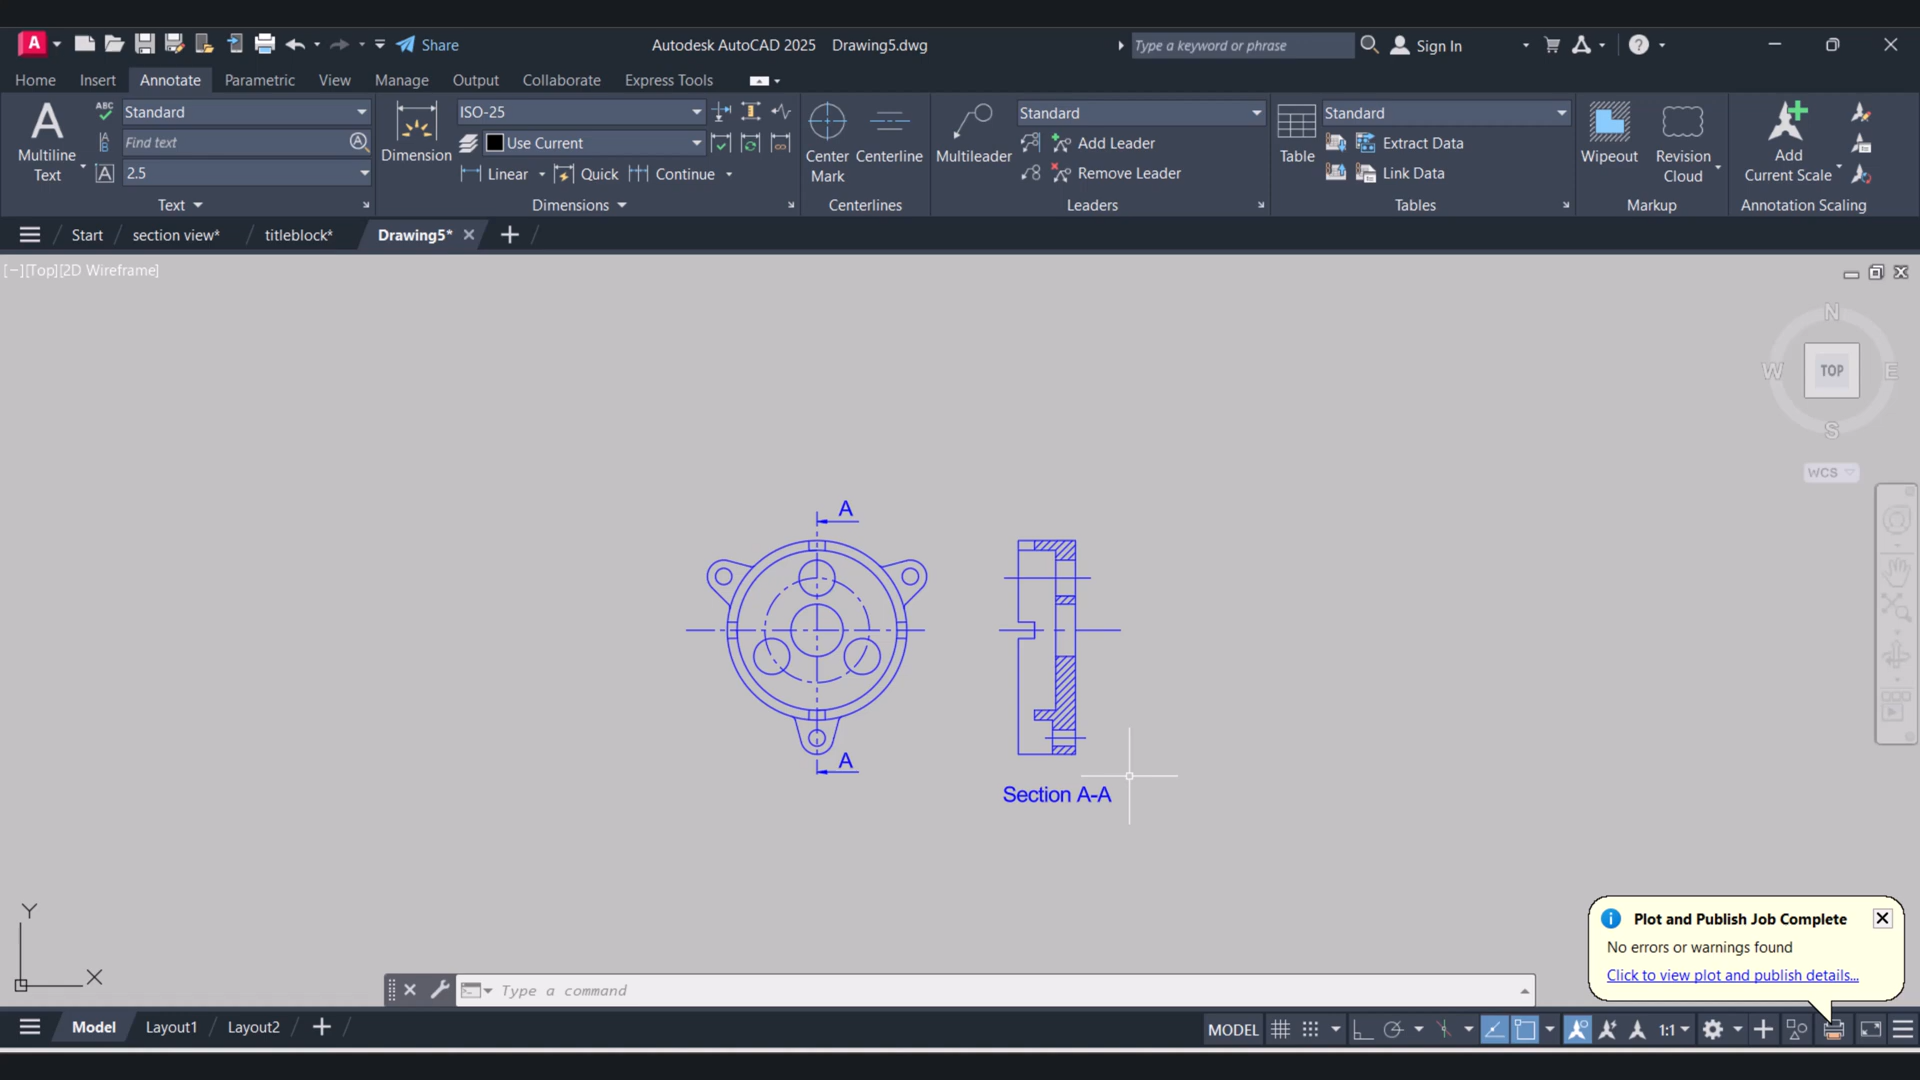 A Share Autodesk AutoCAD 2025 Drawing5.dwg Type a keyword or phrase Sign In
Home Insert Annotate Parametric View Manage Output Collaborate Express Tools
Multiline Text
ABC Standard
Find text
2.5
Text
Dimension
ISO-25
Use Current
Linear Quick Continue
Dimensions
Center Mark
Centerline
Centerlines
Multileader
Standard
Add Leader
Remove Leader
Leaders
Table
Standard
Extract Data
Link Data
Tables
Wipeout
Revision Cloud
Markup
Add Current Scale
Annotation Scaling
Start section view* titleblock* Drawing5*
[−][Top][2D Wireframe]
N
W TOP E
S
WCS
A
A
Section A-A
Y
X
Type a command
Plot and Publish Job Complete
No errors or warnings found
Click to view plot and publish details...
Model Layout1 Layout2 MODEL 1:1